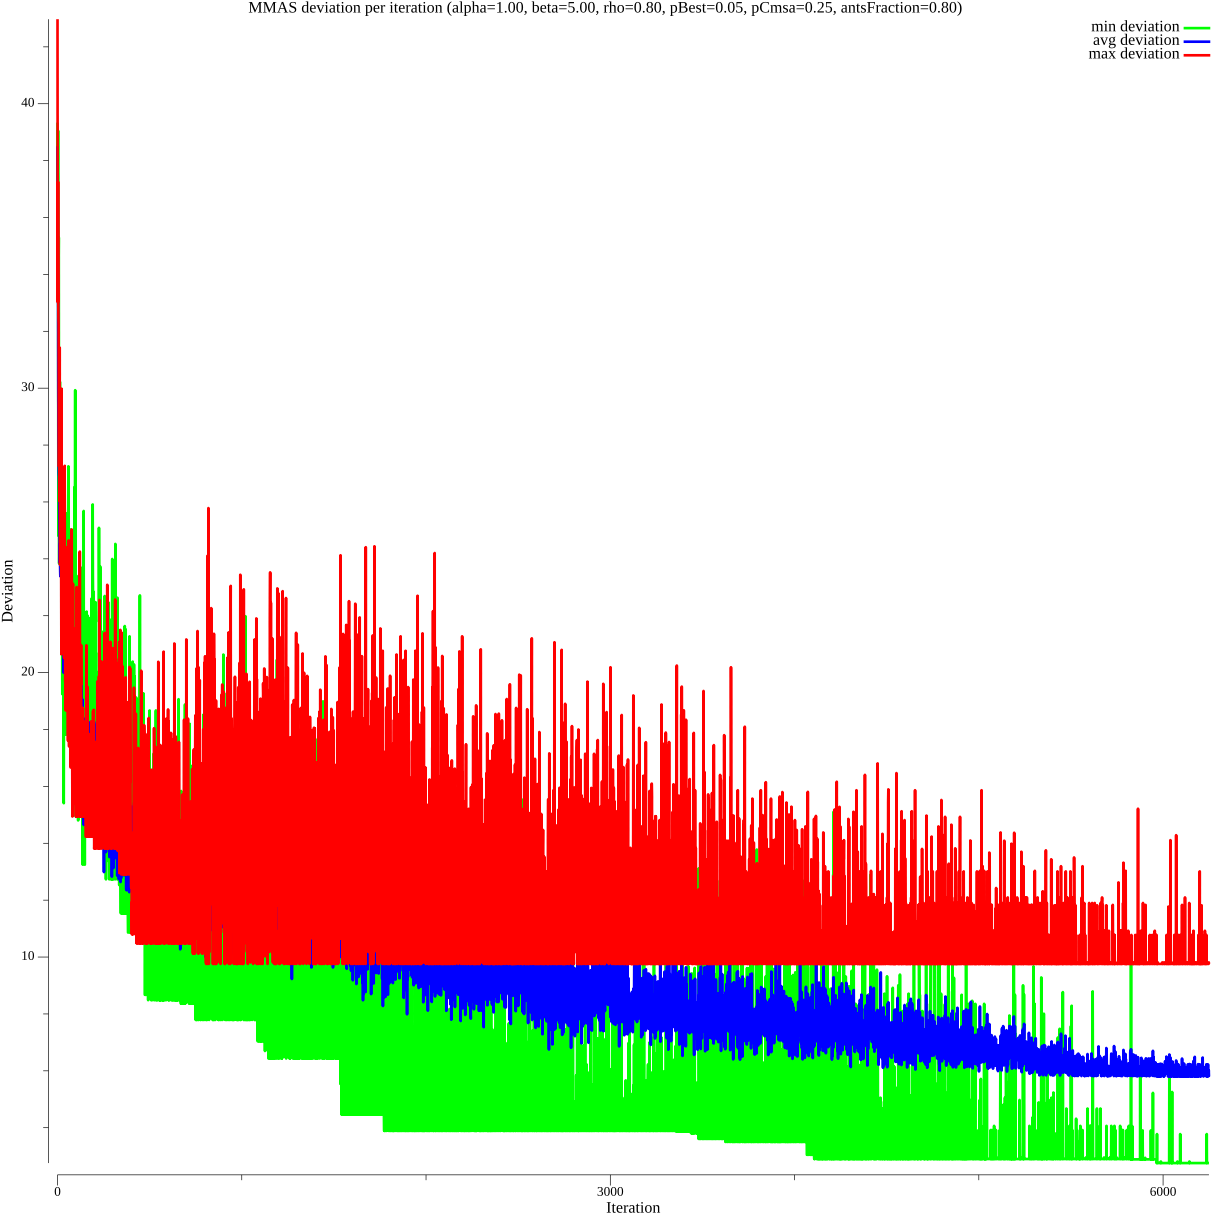 MMAS deviation per iteration (alpha=1.00, beta=5.00, rho=0.80, pBest=0.05, pCmsa=0.25, antsFraction=0.80)
min deviation
avg deviation
max deviation
40
30
20
10
Deviation
0
3000
6000
Iteration